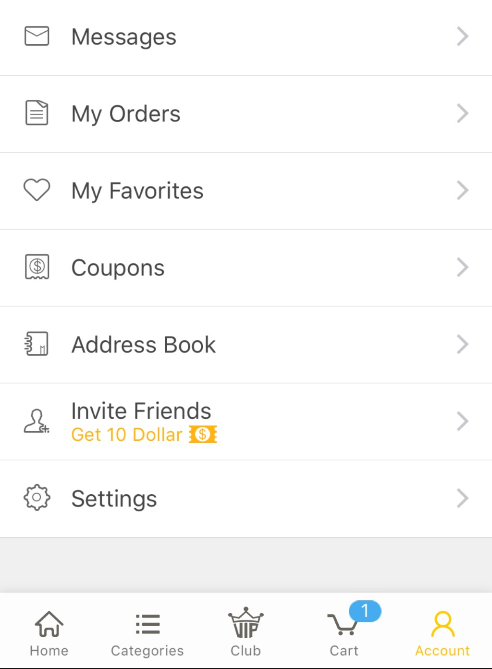 Messages
My Orders
My Favorites
$
Coupons
Address Book
Invite Friends
Get 10 Dollar $
Settings
1
VIP
Home
Categories
Club
Cart
Account